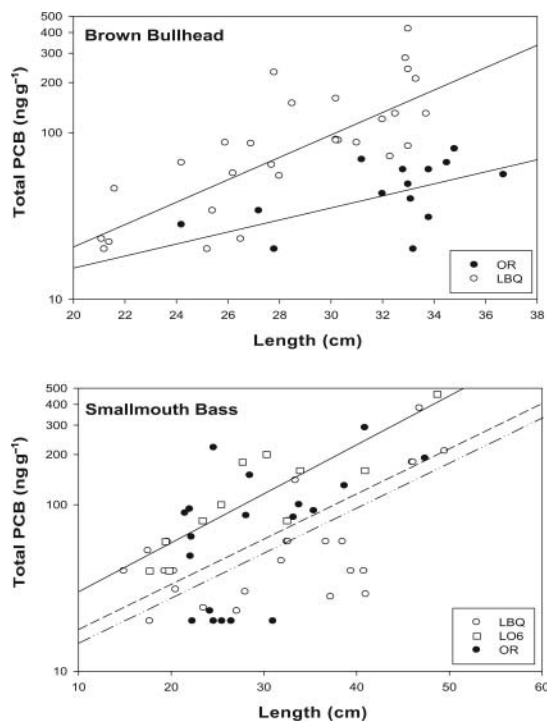 Brown Bullhead
Total PCB (ng g⁻¹)
500
300
200
100
10
20 22 24 26 28 30 32 34 36 38
Length (cm)
OR
LBQ
Smallmouth Bass
Total PCB (ng g⁻¹)
500
300
200
100
10
10 20 30 40 50 60
Length (cm)
LBQ
LO6
OR